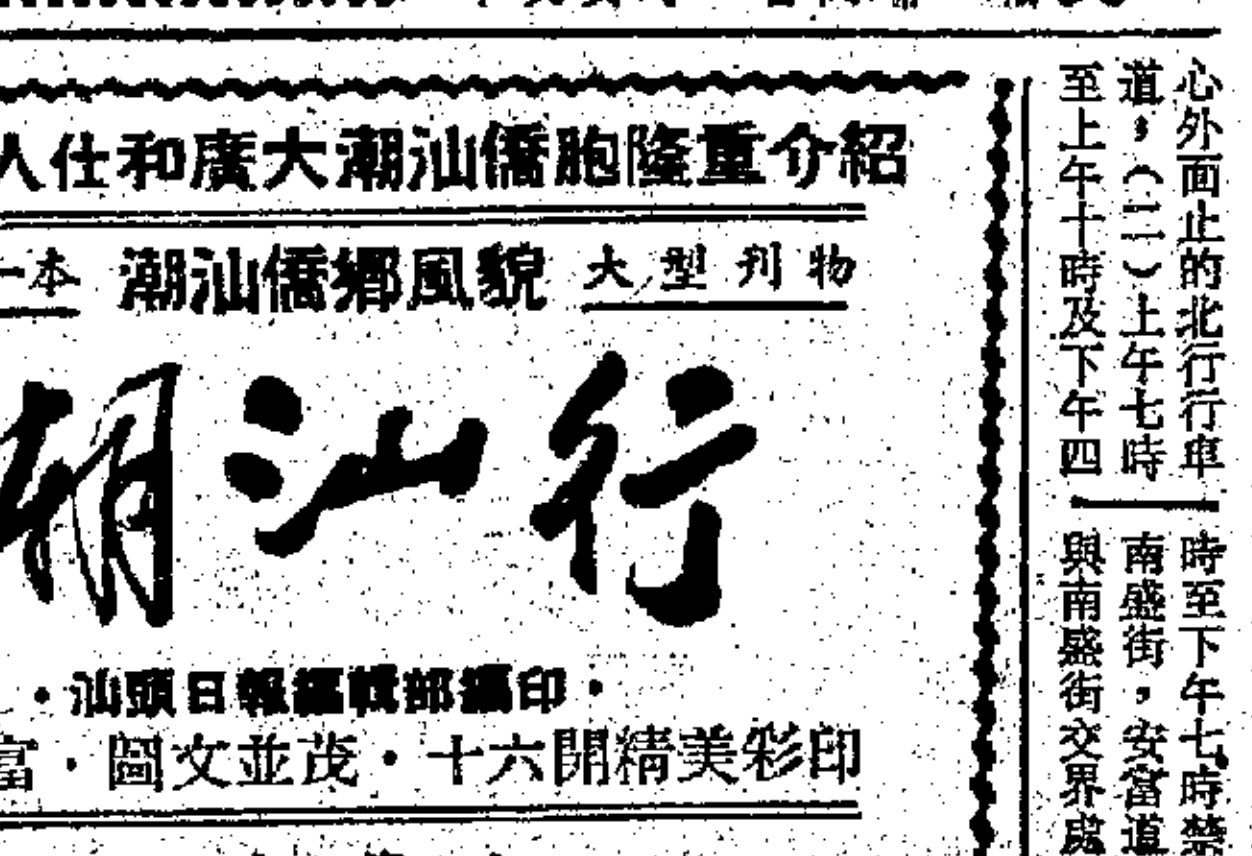 人仕和廣大潮汕僑胞隆重介紹
一本 潮汕僑鄉風貌 大型刊物
潮汕行
·汕頭日報編輯部編印·
富·圖文並茂·十六開精美彩印
心外面止的北行行車
道，（二）上午七時
至上午十時及下午四
時至下午七時禁
南盛街，安富道
與南盛街交界處